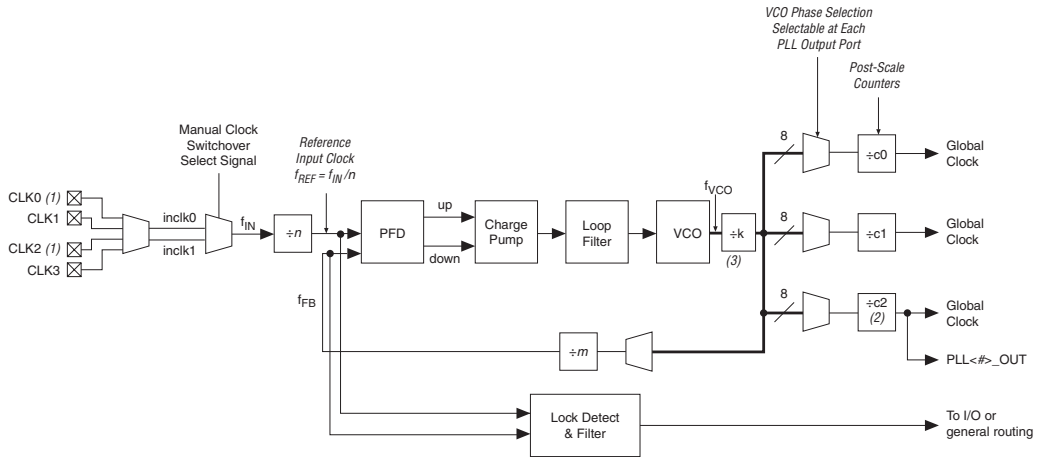 VCO Phase Selection
Selectable at Each
PLL Output Port
Post-Scale
Counters
Manual Clock
Switchover
Select Signal
Reference
Input Clock
fREF = fIN /n
8
÷c0
Global
Clock
CLK0 (1)
CLK1
CLK2 (1)
CLK3
inclk0
inclk1
fIN
÷n
PFD
up
down
Charge
Pump
Loop
Filter
VCO
fVCO
÷k
(3)
8
÷c1
Global
Clock
fFB
8
÷c2
(2)
Global
Clock
÷m
PLL<#>_OUT
Lock Detect
& Filter
To I/O or
general routing